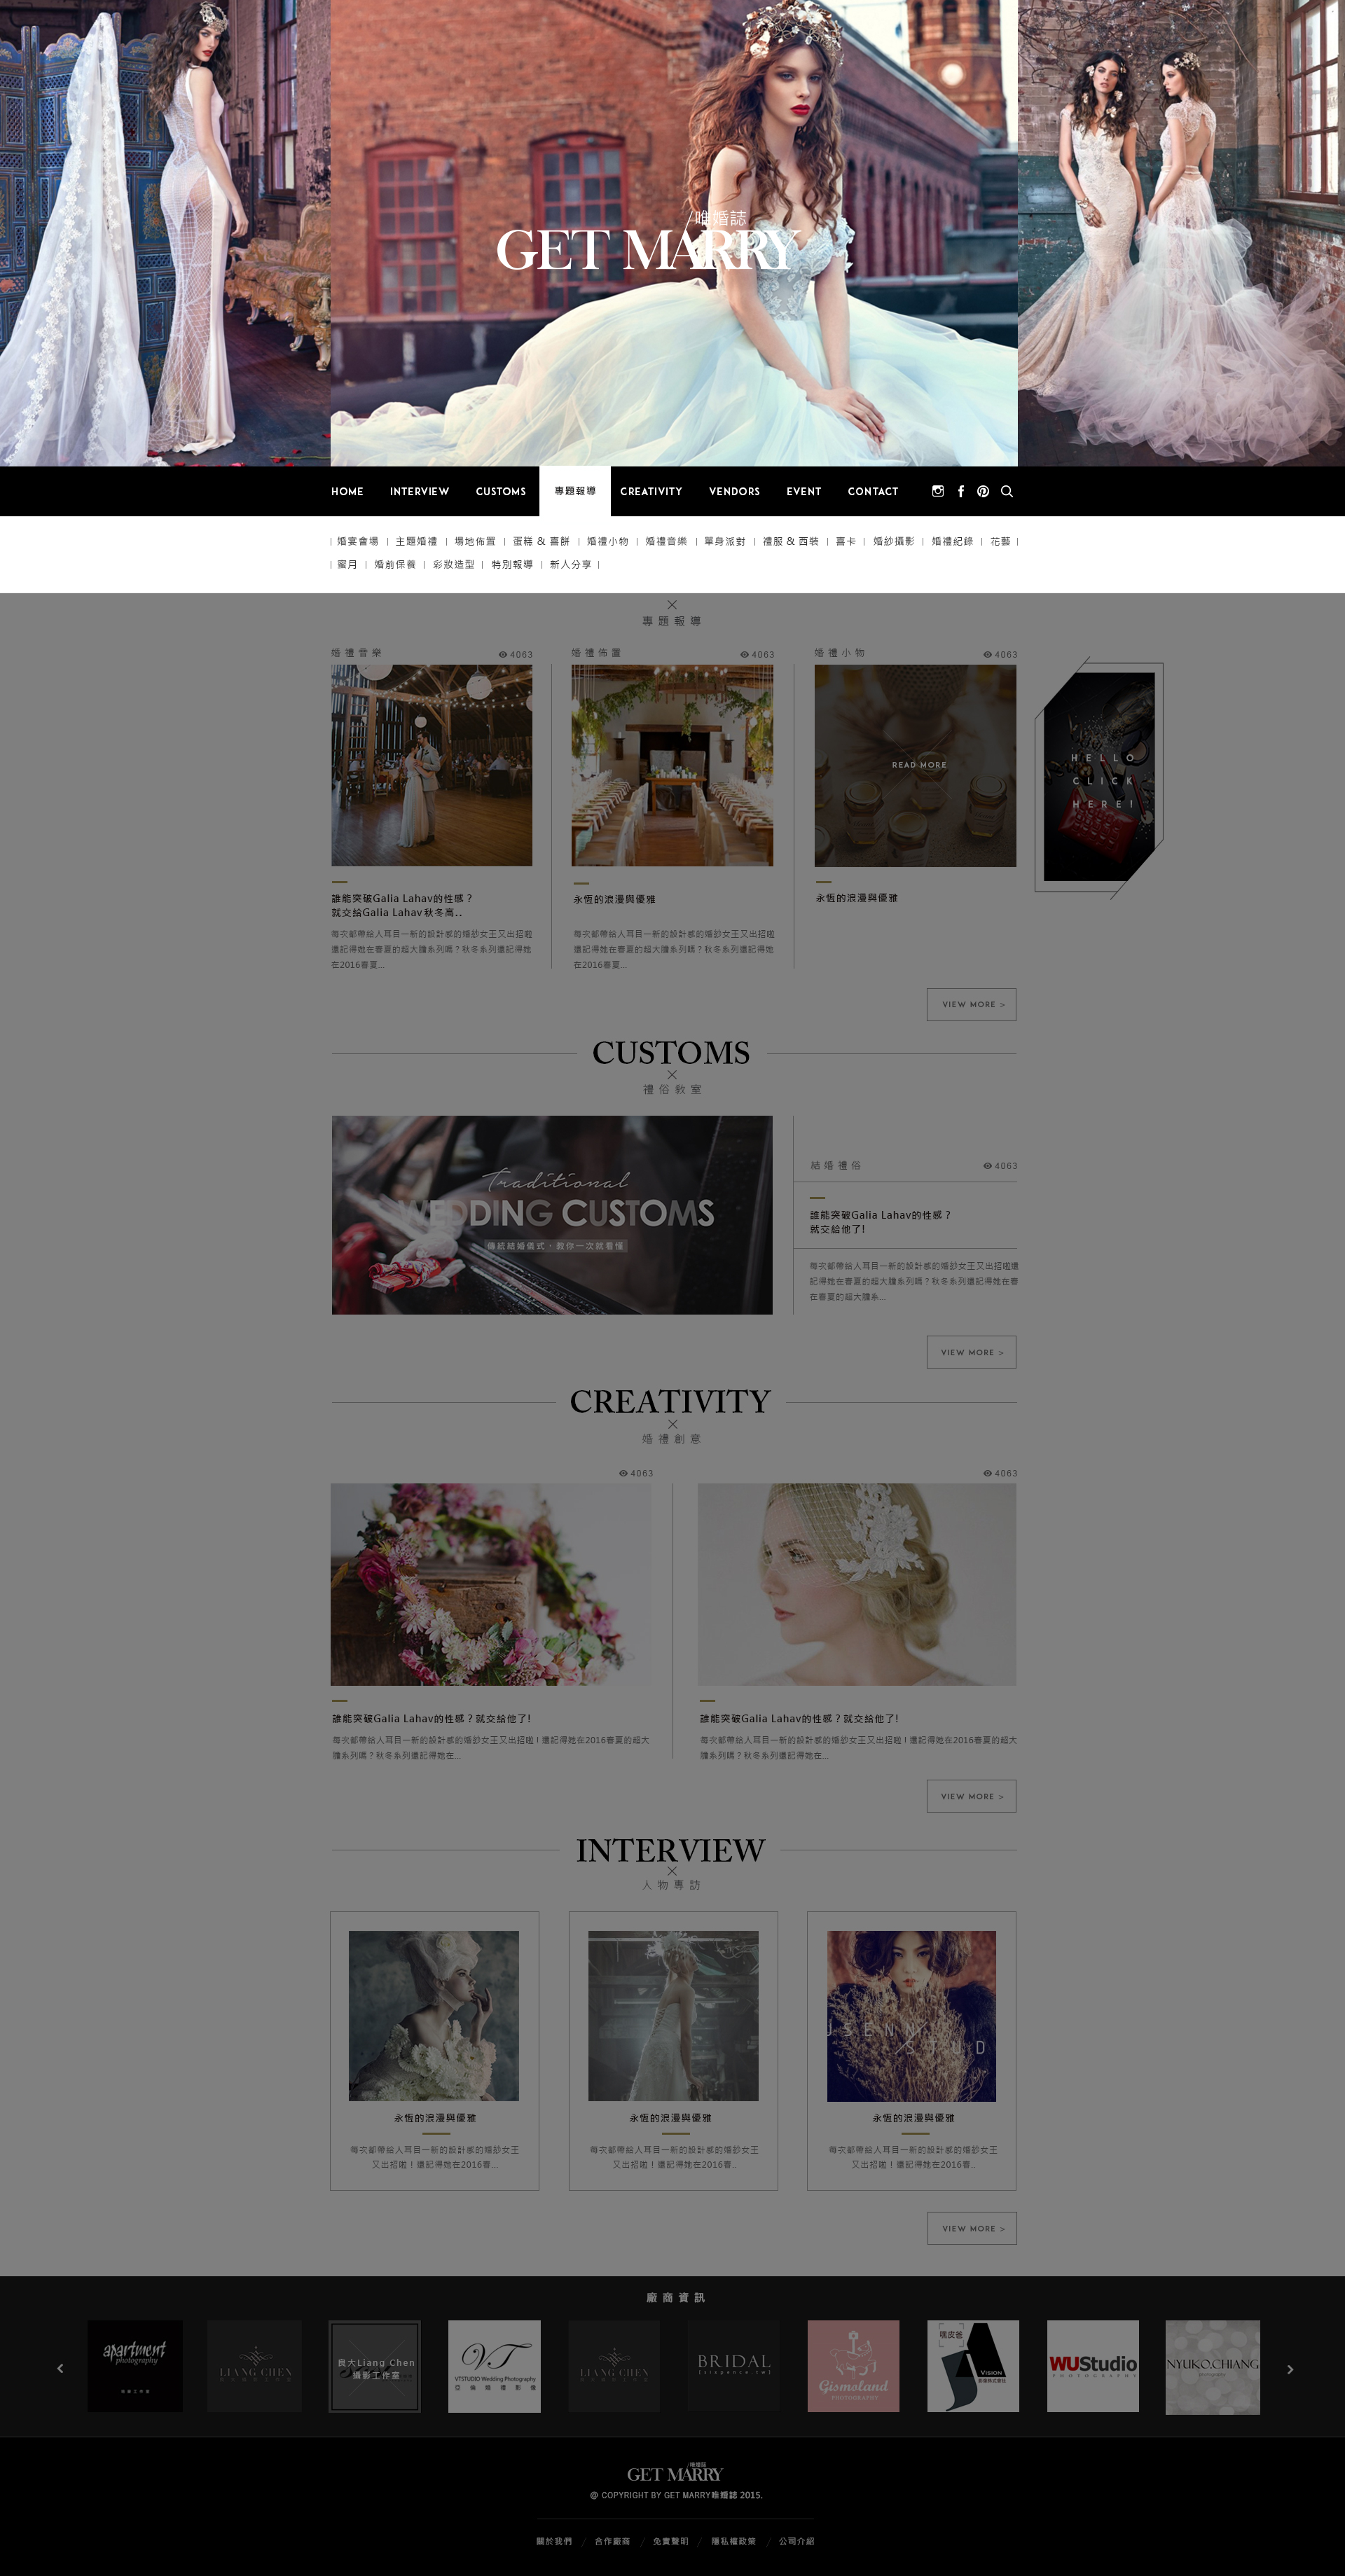 /唯婚誌
GET MARRY
HOME INTERVIEW CUSTOMS 專題報導 CREATIVITY VENDORS EVENT CONTACT
| 婚宴會場 | 主題婚禮 | 場地佈置 | 蛋糕 & 喜餅 | 婚禮小物 | 婚禮音樂 | 單身派對 | 禮服 & 西裝 | 喜卡 | 婚紗攝影 | 婚禮紀錄 | 花藝 |
| 蜜月 | 婚前保養 | 彩妝造型 | 特別報導 | 新人分享 |
專題報導
婚禮音樂 4063
婚禮佈置 4063
婚禮小物 4063
READ MORE
HELLO
CLICK
HERE!
誰能突破Galia Lahav的性感？
就交給Galia Lahav秋冬高..
每次都帶給人耳目一新的設計感的婚紗女王又出招啦
還記得她在春夏的超大膽系列嗎？秋冬系列還記得她
在2016春夏...
永恆的浪漫與優雅
每次都帶給人耳目一新的設計感的婚紗女王又出招啦
還記得她在春夏的超大膽系列嗎？秋冬系列還記得她
在2016春夏...
永恆的浪漫與優雅
VIEW MORE >
CUSTOMS
禮俗教室
Traditional
WEDDING CUSTOMS
傳統結婚儀式，教你一次就看懂
結婚禮俗 4063
誰能突破Galia Lahav的性感？
就交給他了!
每次都帶給人耳目一新的設計感的婚紗女王又出招啦還
記得她在春夏的超大膽系列嗎？秋冬系列還記得她在春
在春夏的超大膽系...
VIEW MORE >
CREATIVITY
婚禮創意
4063
4063
誰能突破Galia Lahav的性感？就交給他了!
每次都帶給人耳目一新的設計感的婚紗女王又出招啦！還記得她在2016春夏的超大
膽系列嗎？秋冬系列還記得她在...
誰能突破Galia Lahav的性感？就交給他了!
每次都帶給人耳目一新的設計感的婚紗女王又出招啦！還記得她在2016春夏的超大
膽系列嗎？秋冬系列還記得她在...
VIEW MORE >
INTERVIEW
人物專訪
JSENN
STUD
永恆的浪漫與優雅
每次都帶給人耳目一新的設計感的婚紗女王
又出招啦！還記得她在2016春...
永恆的浪漫與優雅
每次都帶給人耳目一新的設計感的婚紗女王
又出招啦！還記得她在2016春..
永恆的浪漫與優雅
每次都帶給人耳目一新的設計感的婚紗女王
又出招啦！還記得她在2016春..
VIEW MORE >
廠商資訊
apartment
photography
LIANG CHEN
良大Liang Chen
攝影工作室
VT
VTSTUDIO Wedding Photography
LIANG CHEN
BRIDAL
Gismoland
PHOTOGRAPHY
嘿皮爸
VISION
WUStudio
PHOTOGRAPHY
NYUKO.CHIANG
photography
/唯婚誌
GET MARRY
@ COPYRIGHT BY GET MARRY唯婚誌 2015.
關於我們 / 合作廠商 / 免責聲明 / 隱私權政策 / 公司介紹